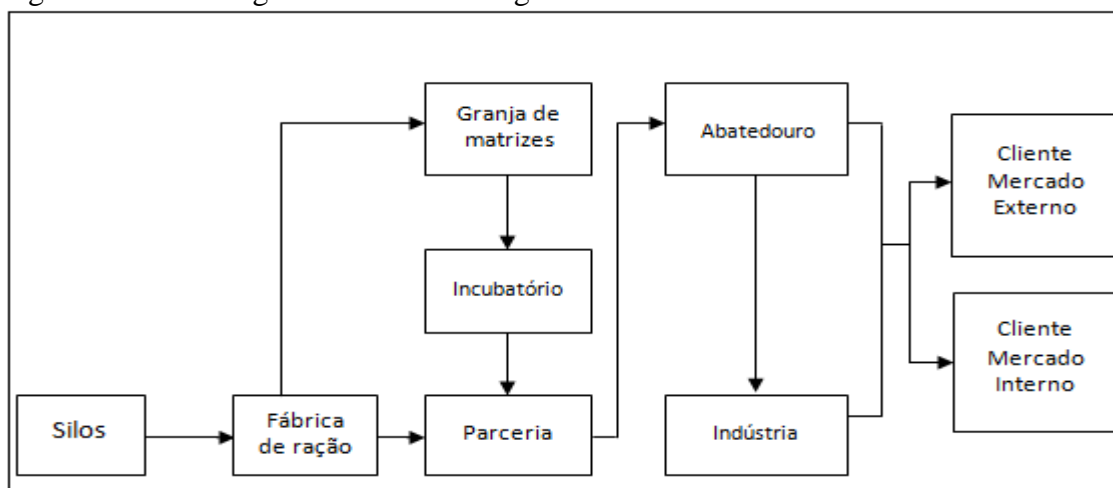 Granja de
matrizes
Abatedouro
Cliente
Mercado
Externo
Incubatório
Cliente
Mercado
Interno
Silos
Fábrica
de ração
Parceria
Indústria